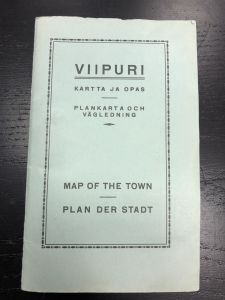 VIIPURI
KARTTA JA OPAS
PLANKARTA OCH
VÄGLEDNING
MAP OF THE TOWN
PLAN DER STADT